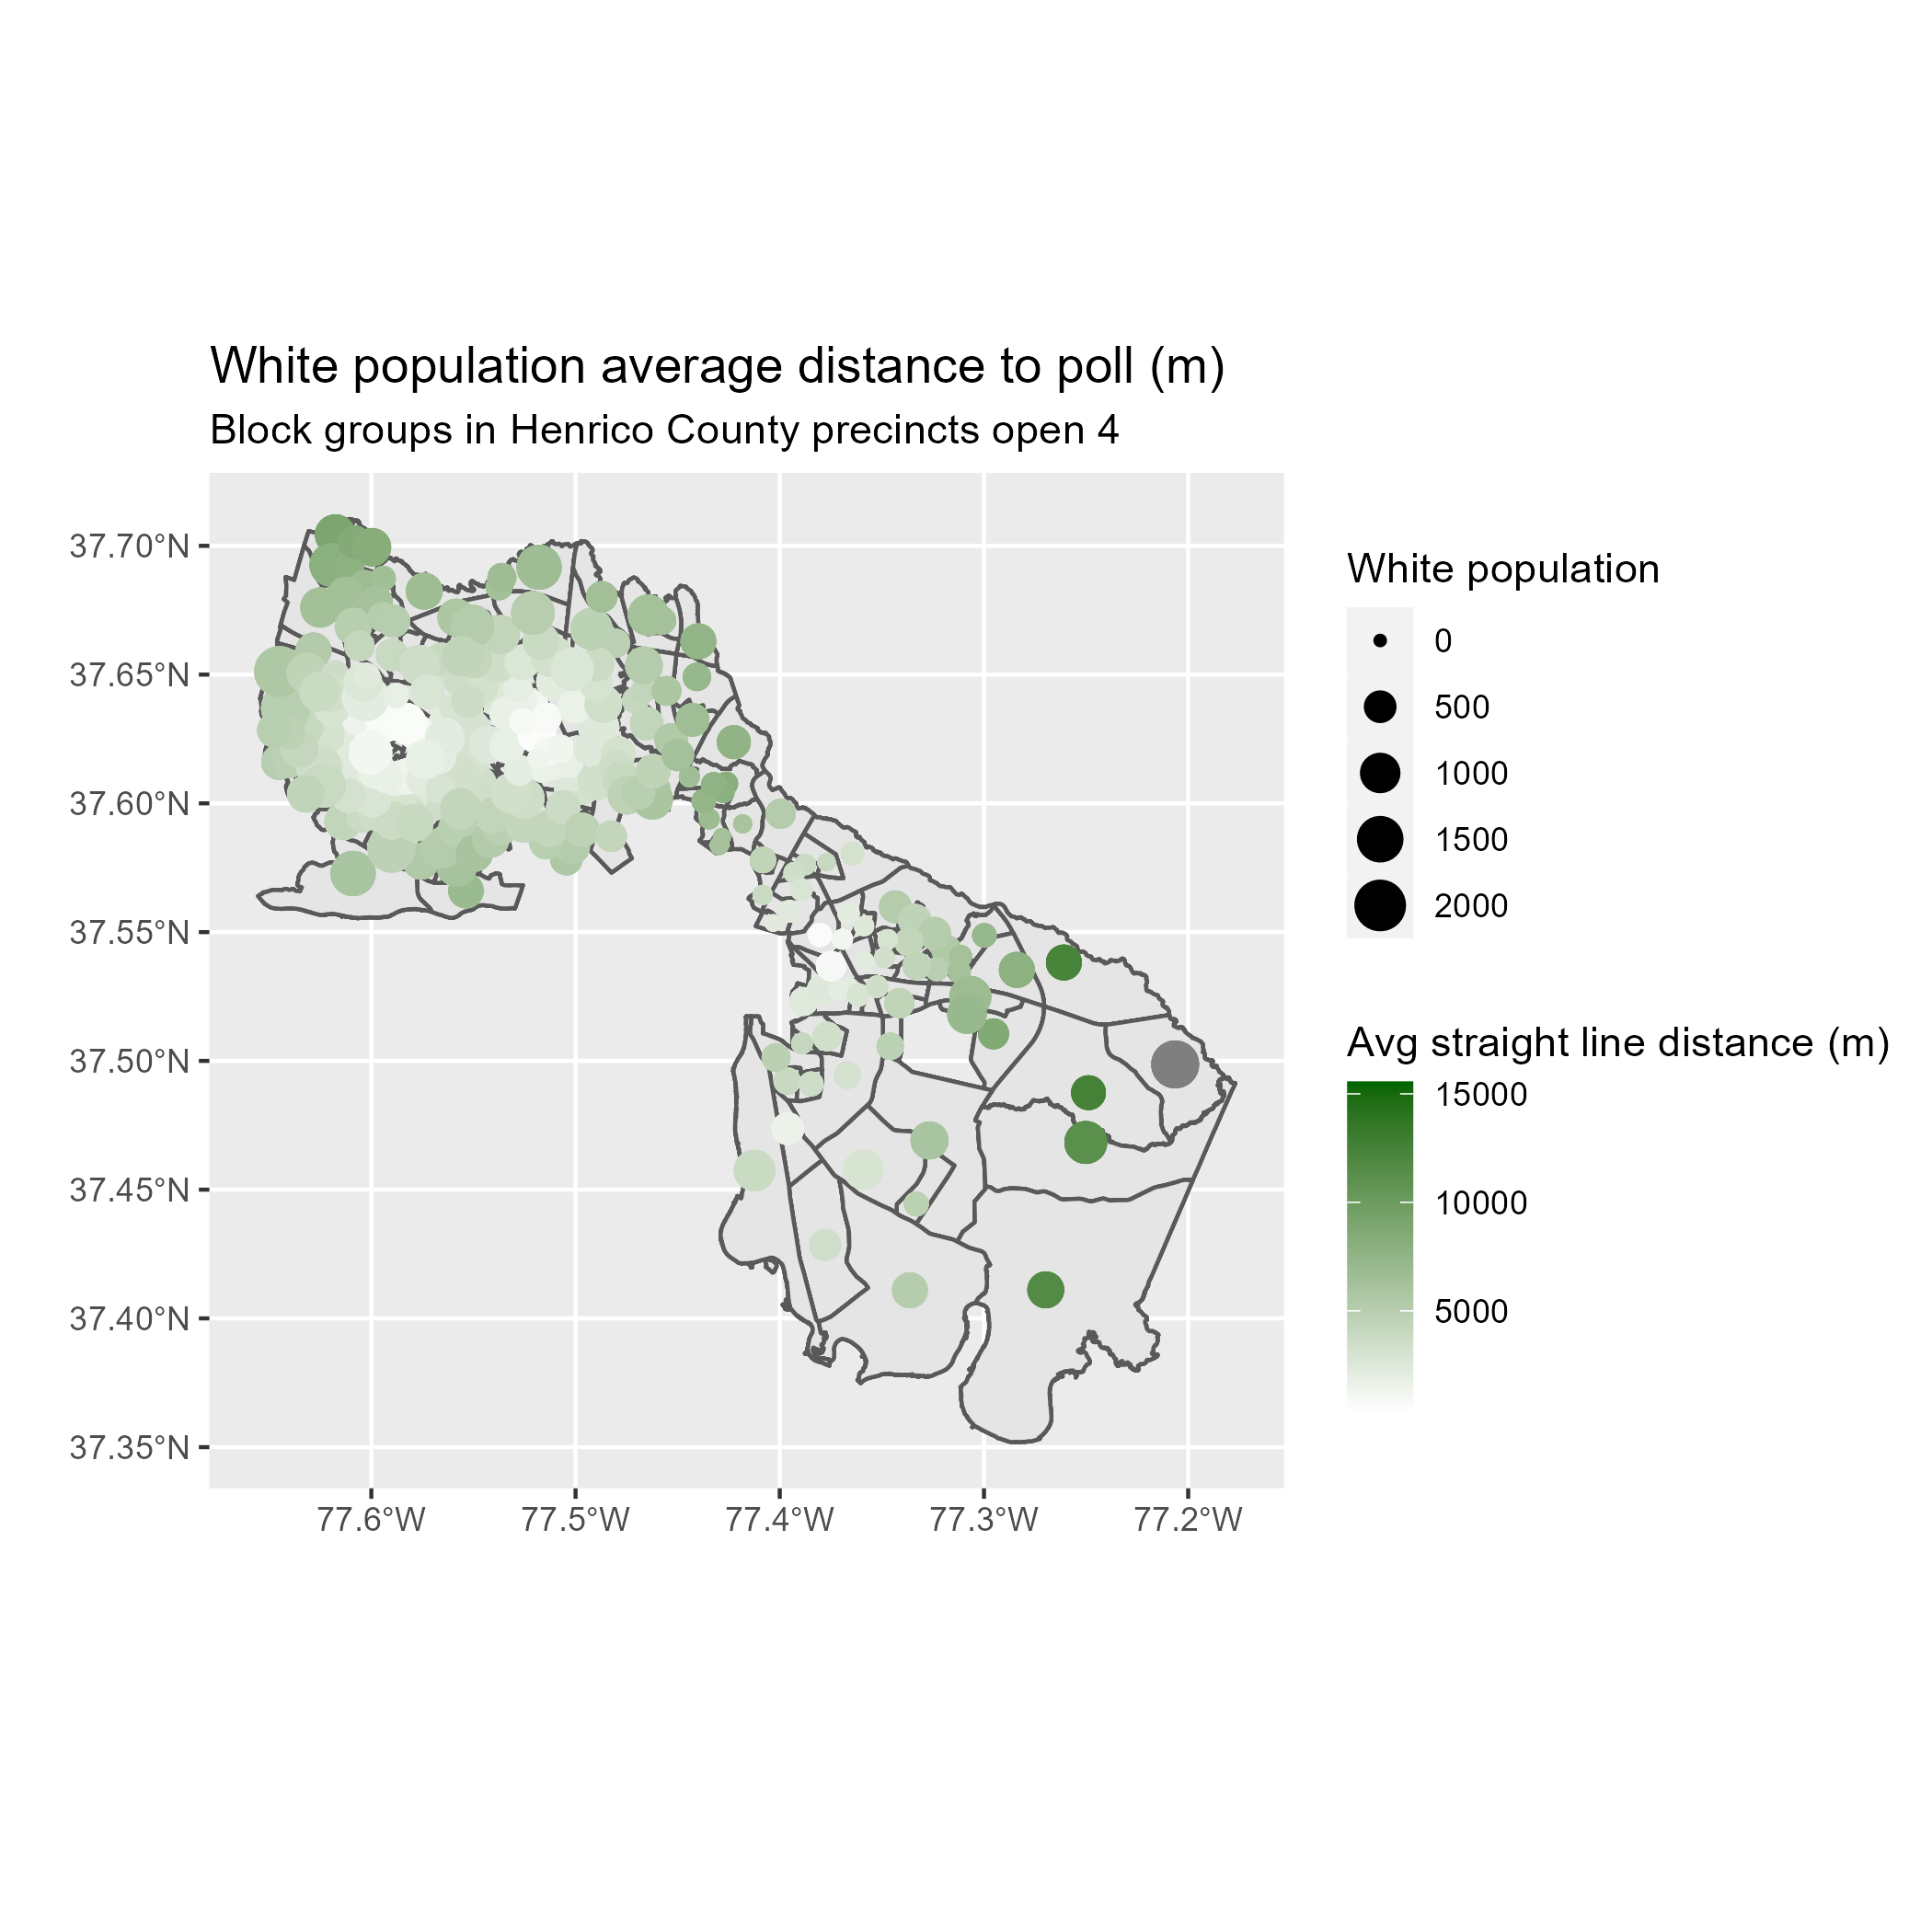 White population average distance to poll (m)
Block groups in Henrico County precincts open 4
37.70°N
37.65°N
37.60°N
37.55°N
37.50°N
37.45°N
37.40°N
37.35°N
77.6°W
77.5°W
77.4°W
77.3°W
77.2°W
White population
0
500
1000
1500
2000
Avg straight line distance (m)
15000
10000
5000